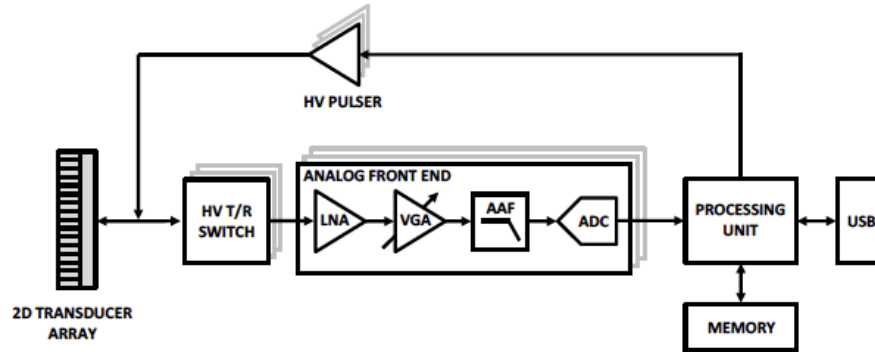 HV PULSER
ANALOG FRONT END
HV T/R
SWITCH
LNA
VGA
AAF
ADC
PROCESSING
UNIT
USB
2D TRANSDUCER
ARRAY
MEMORY